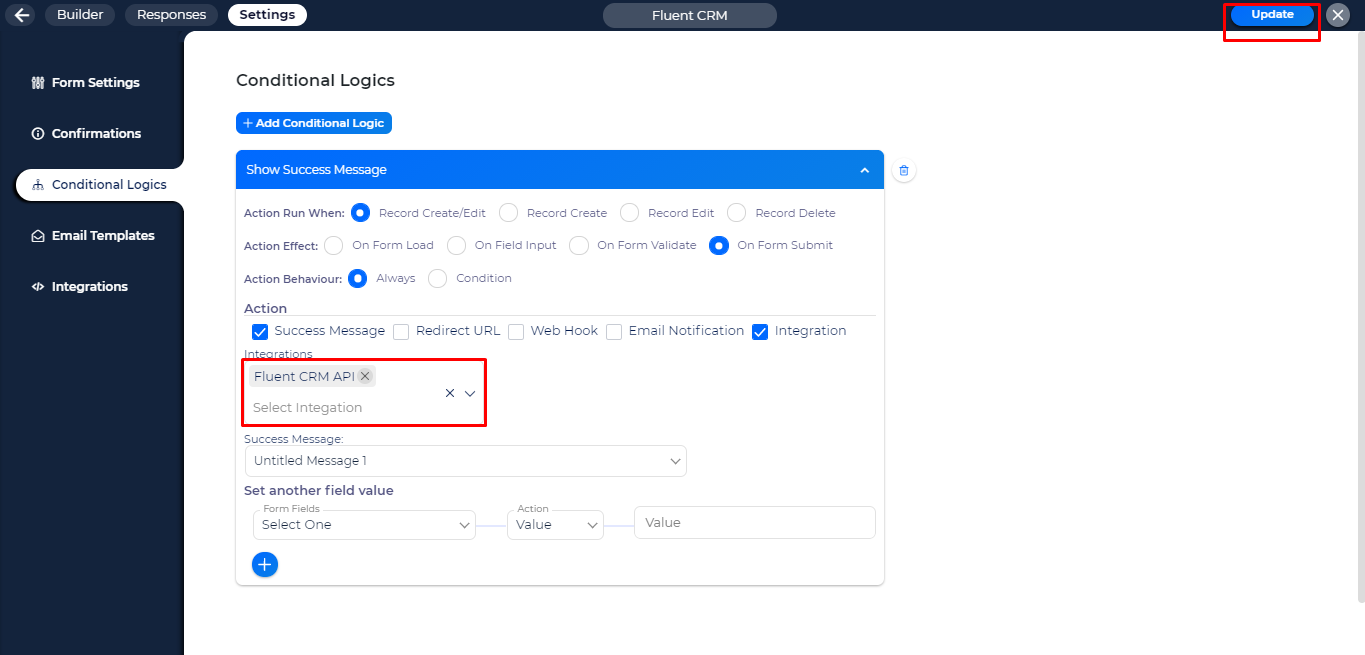 Builder Responses Settings Fluent CRM Update
Form Settings
Confirmations
Conditional Logics
Email Templates
Integrations
Conditional Logics
+ Add Conditional Logic
Show Success Message
Action Run When: Record Create/Edit Record Create Record Edit Record Delete
Action Effect: On Form Load On Field Input On Form Validate On Form Submit
Action Behaviour: Always Condition
Action
Success Message Redirect URL Web Hook Email Notification Integration
Integrations
Fluent CRM API
Select Integation
Success Message:
Untitled Message 1
Set another field value
Form Fields Action
Select One Value Value